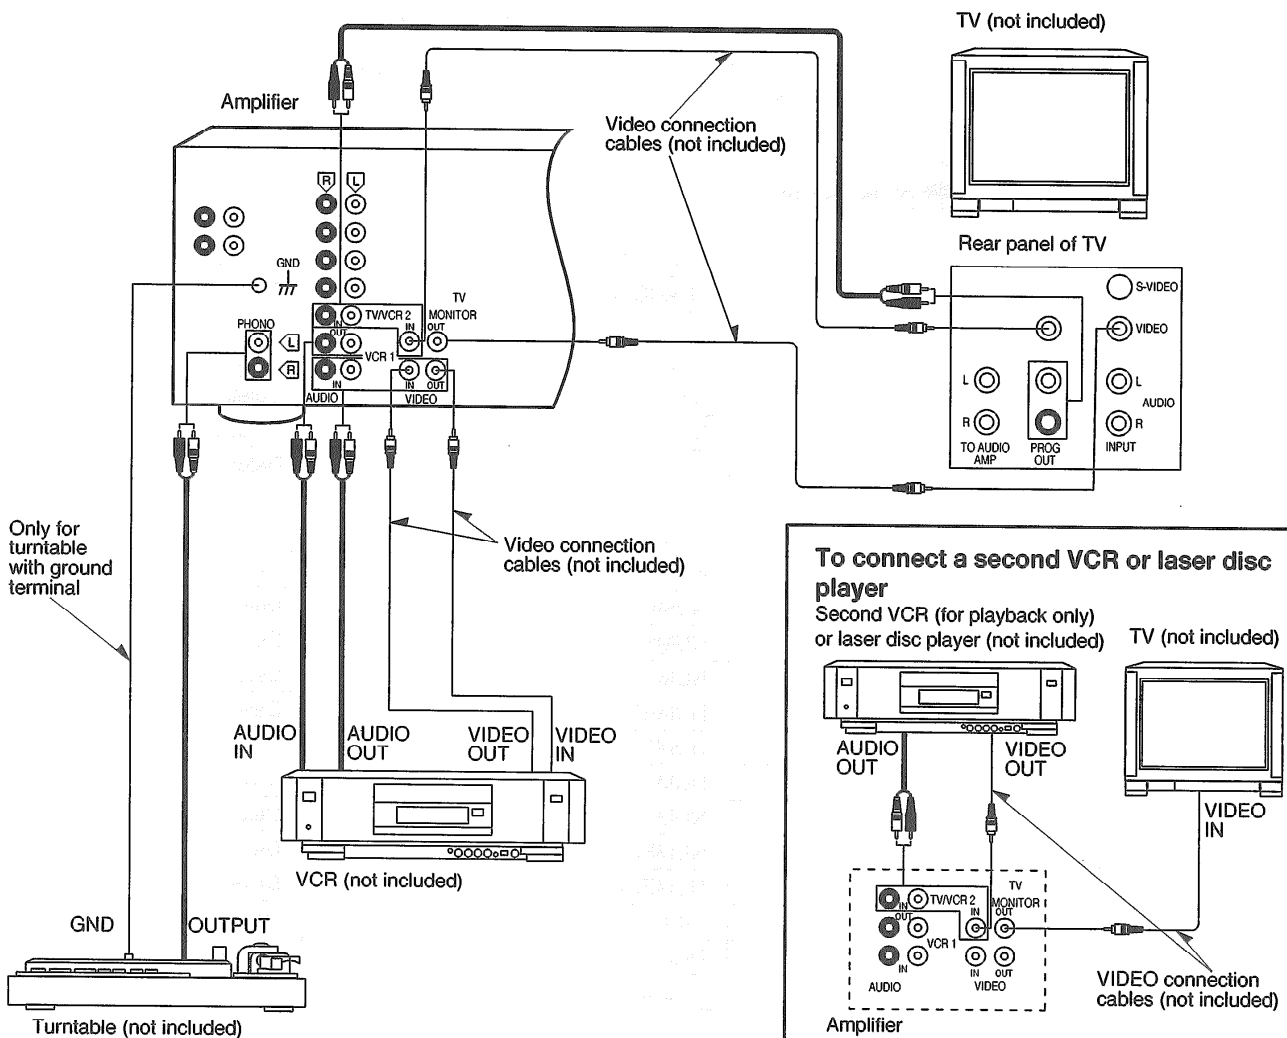 TV (not included)
Amplifier
Video connection
cables (not included)
R L
Rear panel of TV
GND
S-VIDEO
TV
MONITOR
IN
TV/VCR 2
IN
OUT
VIDEO
PHONO
OUT
L
VCR 1
R
IN
IN
OUT
AUDIO
VIDEO
L
L
AUDIO
R
R
TO AUDIO
AMP
PROG
OUT
INPUT
Only for
turntable
with ground
terminal
Video connection
cables (not included)
To connect a second VCR or laser disc
player
Second VCR (for playback only)
or laser disc player (not included)
TV (not included)
AUDIO
IN
AUDIO
OUT
VIDEO
OUT
VIDEO
IN
AUDIO
OUT
VIDEO
OUT
VIDEO
IN
VCR (not included)
TV
MONITOR
IN
TV/VCR 2
IN
OUT
OUT
VCR 1
IN
IN
OUT
AUDIO
VIDEO
GND
OUTPUT
VIDEO connection
cables (not included)
Turntable (not included)
Amplifier